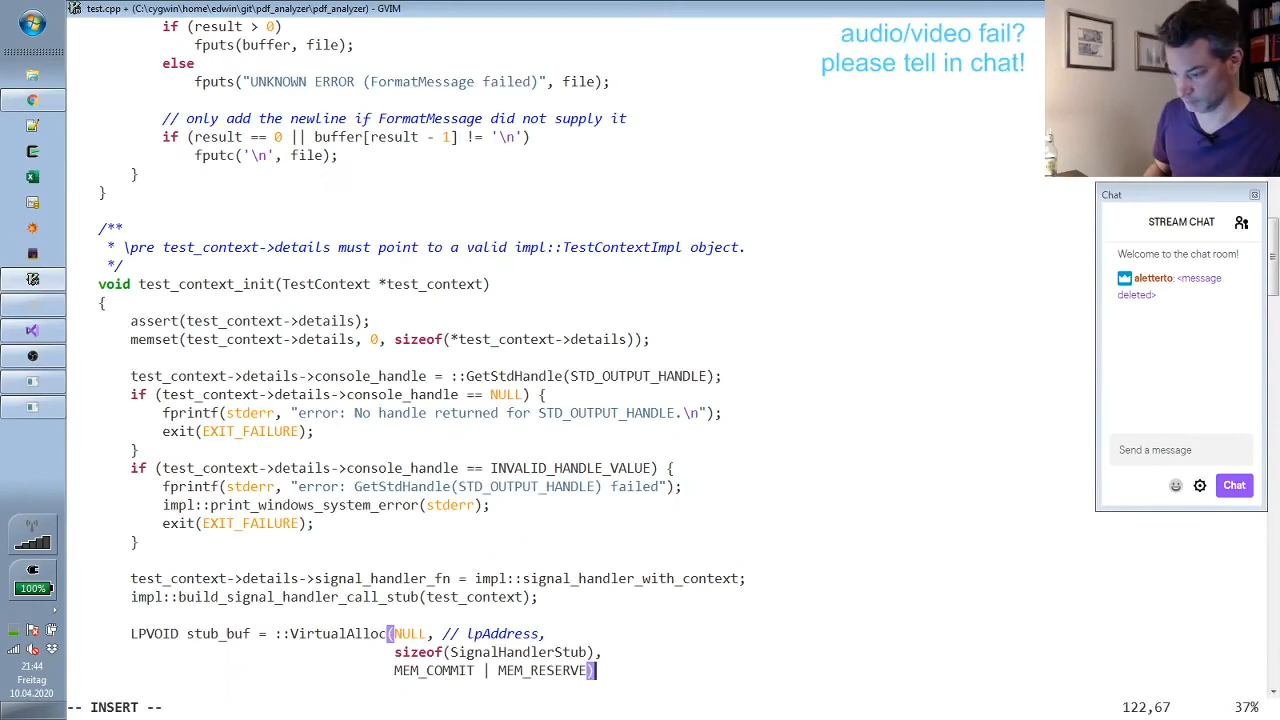 test.cpp + (C:\cygwin\home\edwin\git\pdf_analyzer\pdf_analyzer) - GVIM
if (result > 0)
fputs(buffer, file);
else
fputs("UNKNOWN ERROR (FormatMessage failed)", file);
// only add the newline if FormatMessage did not supply it
if (result == 0 || buffer[result - 1] != '\n')
fputc('\n', file);
}
}
/**
* \pre test_context->details must point to a valid impl::TestContextImpl object.
*/
void test_context_init(TestContext *test_context)
{
assert(test_context->details);
memset(test_context->details, 0, sizeof(*test_context->details));
test_context->details->console_handle = ::GetStdHandle(STD_OUTPUT_HANDLE);
if (test_context->details->console_handle == NULL) {
fprintf(stderr, "error: No handle returned for STD_OUTPUT_HANDLE.\n");
exit(EXIT_FAILURE);
}
if (test_context->details->console_handle == INVALID_HANDLE_VALUE) {
fprintf(stderr, "error: GetStdHandle(STD_OUTPUT_HANDLE) failed");
impl::print_windows_system_error(stderr);
exit(EXIT_FAILURE);
}
test_context->details->signal_handler_fn = impl::signal_handler_with_context;
impl::build_signal_handler_call_stub(test_context);
LPVOID stub_buf = ::VirtualAlloc(NULL, // lpAddress,
sizeof(SignalHandlerStub),
MEM_COMMIT | MEM_RESERVE)
-- INSERT --
122,67
37%
audio/video fail?
please tell in chat!
Chat
STREAM CHAT
Welcome to the chat room!
aletterto: <message
deleted>
Send a message
Chat
100%
21:44
Freitag
10.04.2020